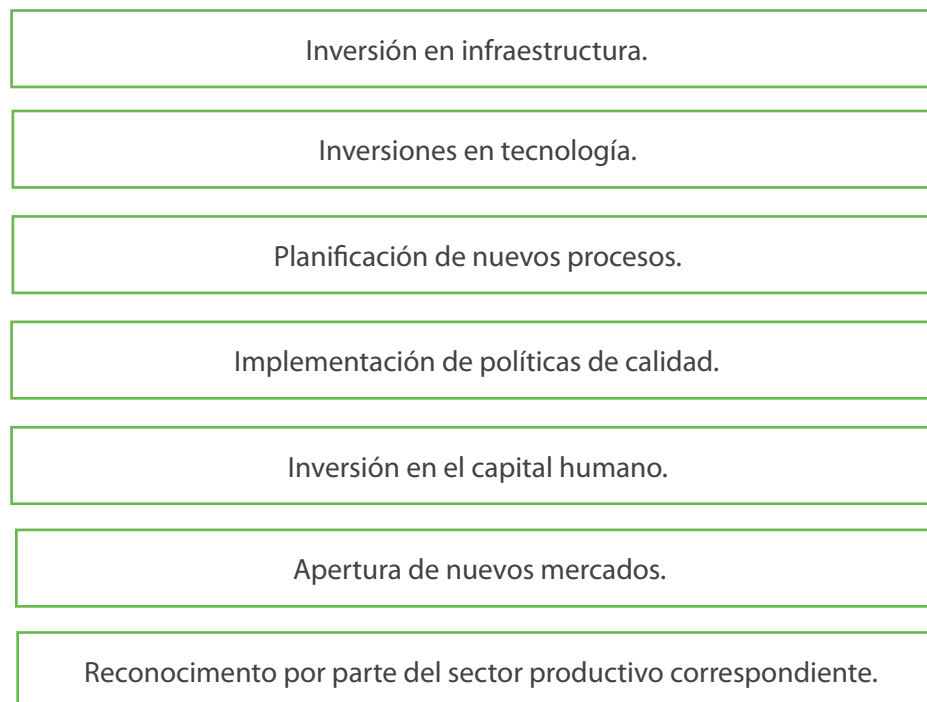 Inversión en infraestructura.
Inversiones en tecnología.
Planificación de nuevos procesos.
Implementación de políticas de calidad.
Inversión en el capital humano.
Apertura de nuevos mercados.
Reconocimento por parte del sector productivo correspondiente.